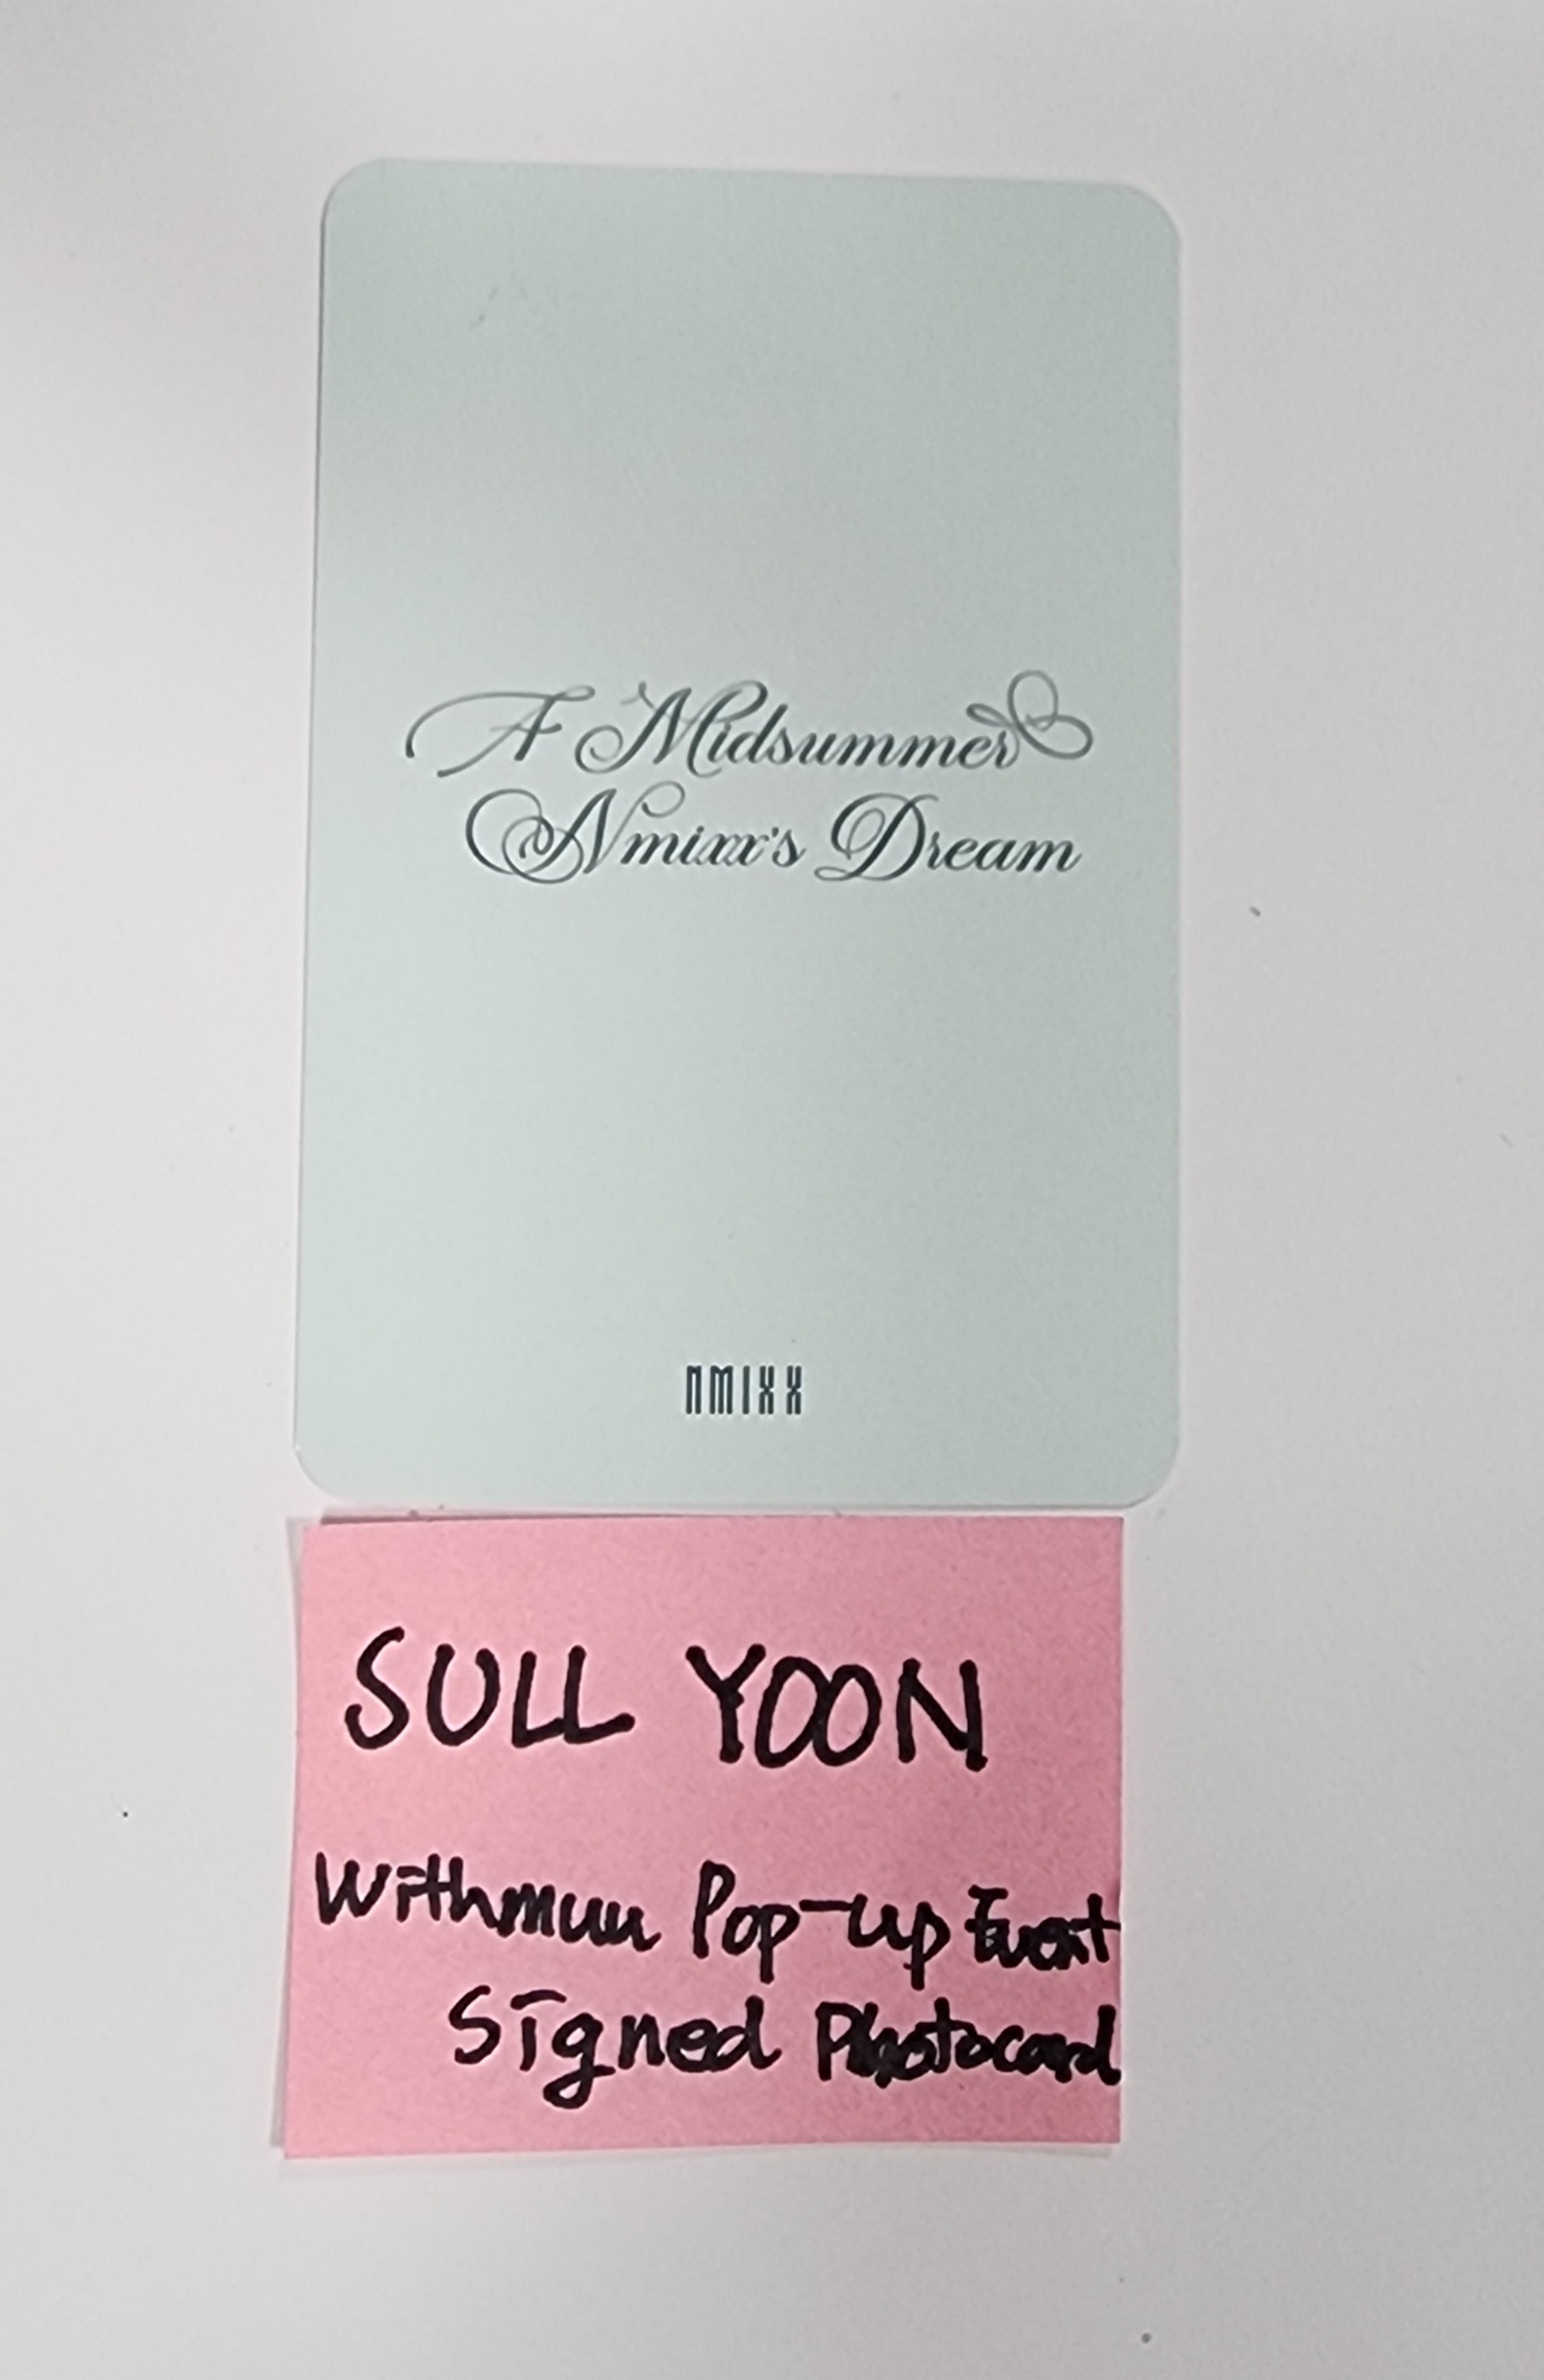 A Midsummer
Nmixx's Dream
NMIXX
SULL YOON
Withmuu Pop-up Event
Signed Photocard